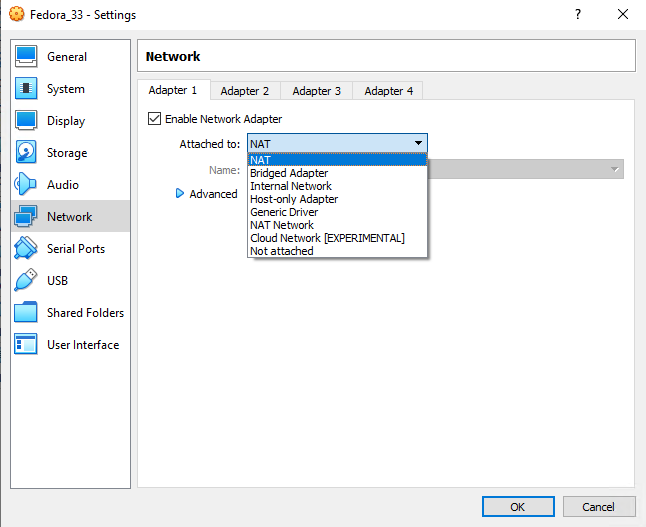 Fedora_33 - Settings
?
General
System
Display
Storage
Audio
Network
Serial Ports
USB
Shared Folders
User Interface
Network
Adapter 1 Adapter 2 Adapter 3 Adapter 4
Enable Network Adapter
Attached to: NAT
NAT
Bridged Adapter
Internal Network
Host-only Adapter
Generic Driver
NAT Network
Cloud Network [EXPERIMENTAL]
Not attached
Name:
Advanced
OK Cancel